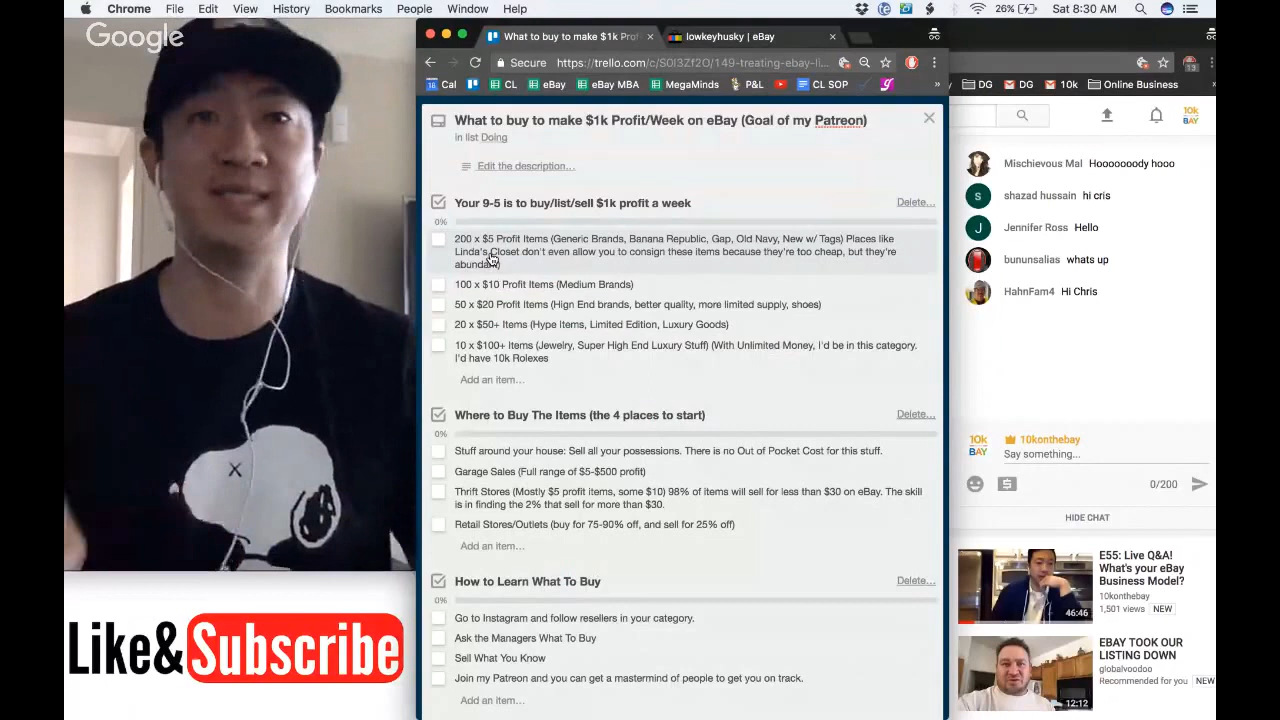 Chrome File Edit View History Bookmarks People Window Help
26% Sat 8:30 AM
Google
What to buy to make $1k Prof
lowkeyhusky | eBay
Secure https://trello.com/c/S0I3Zf2O/149-treating-ebay-li...
Cal CL eBay eBay MBA MegaMinds P&L CL SOP »
DG DG 10k Online Business
What to buy to make $1k Profit/Week on eBay (Goal of my Patreon)
in list Doing
Edit the description...
Your 9-5 is to buy/list/sell $1k profit a week
Delete...
0%
200 x $5 Profit Items (Generic Brands, Banana Republic, Gap, Old Navy, New w/ Tags) Places like
Linda's Closet don't even allow you to consign these items because they're too cheap, but they're
abundant)
100 x $10 Profit Items (Medium Brands)
50 x $20 Profit Items (Hign End brands, better quality, more limited supply, shoes)
20 x $50+ Items (Hype Items, Limited Edition, Luxury Goods)
10 x $100+ Items (Jewelry, Super High End Luxury Stuff) (With Unlimited Money, I'd be in this category.
I'd have 10k Rolexes
Add an item...
Where to Buy The Items (the 4 places to start)
Delete...
0%
Stuff around your house: Sell all your possessions. There is no Out of Pocket Cost for this stuff.
Garage Sales (Full range of $5-$500 profit)
Thrift Stores (Mostly $5 profit items, some $10) 98% of items will sell for less than $30 on eBay. The skill
is in finding the 2% that sell for more than $30.
Retail Stores/Outlets (buy for 75-90% off, and sell for 25% off)
Add an item...
How to Learn What To Buy
Delete...
0%
Go to Instagram and follow resellers in your category.
Ask the Managers What To Buy
Sell What You Know
Join my Patreon and you can get a mastermind of people to get you on track.
Add an item...
10k
BAY
Mischievous Mal Hooooooody hooo
S shazad hussain hi cris
J Jennifer Ross Hello
bununsalias whats up
HahnFam4 Hi Chris
10k
BAY
10konthebay
Say something...
0/200
HIDE CHAT
46:46
E55: Live Q&A!
What's your eBay
Business Model?
10konthebay
1,501 views NEW
12:12
EBAY TOOK OUR
LISTING DOWN
globalvoodoo
Recommended for you NEW
Like&Subscribe